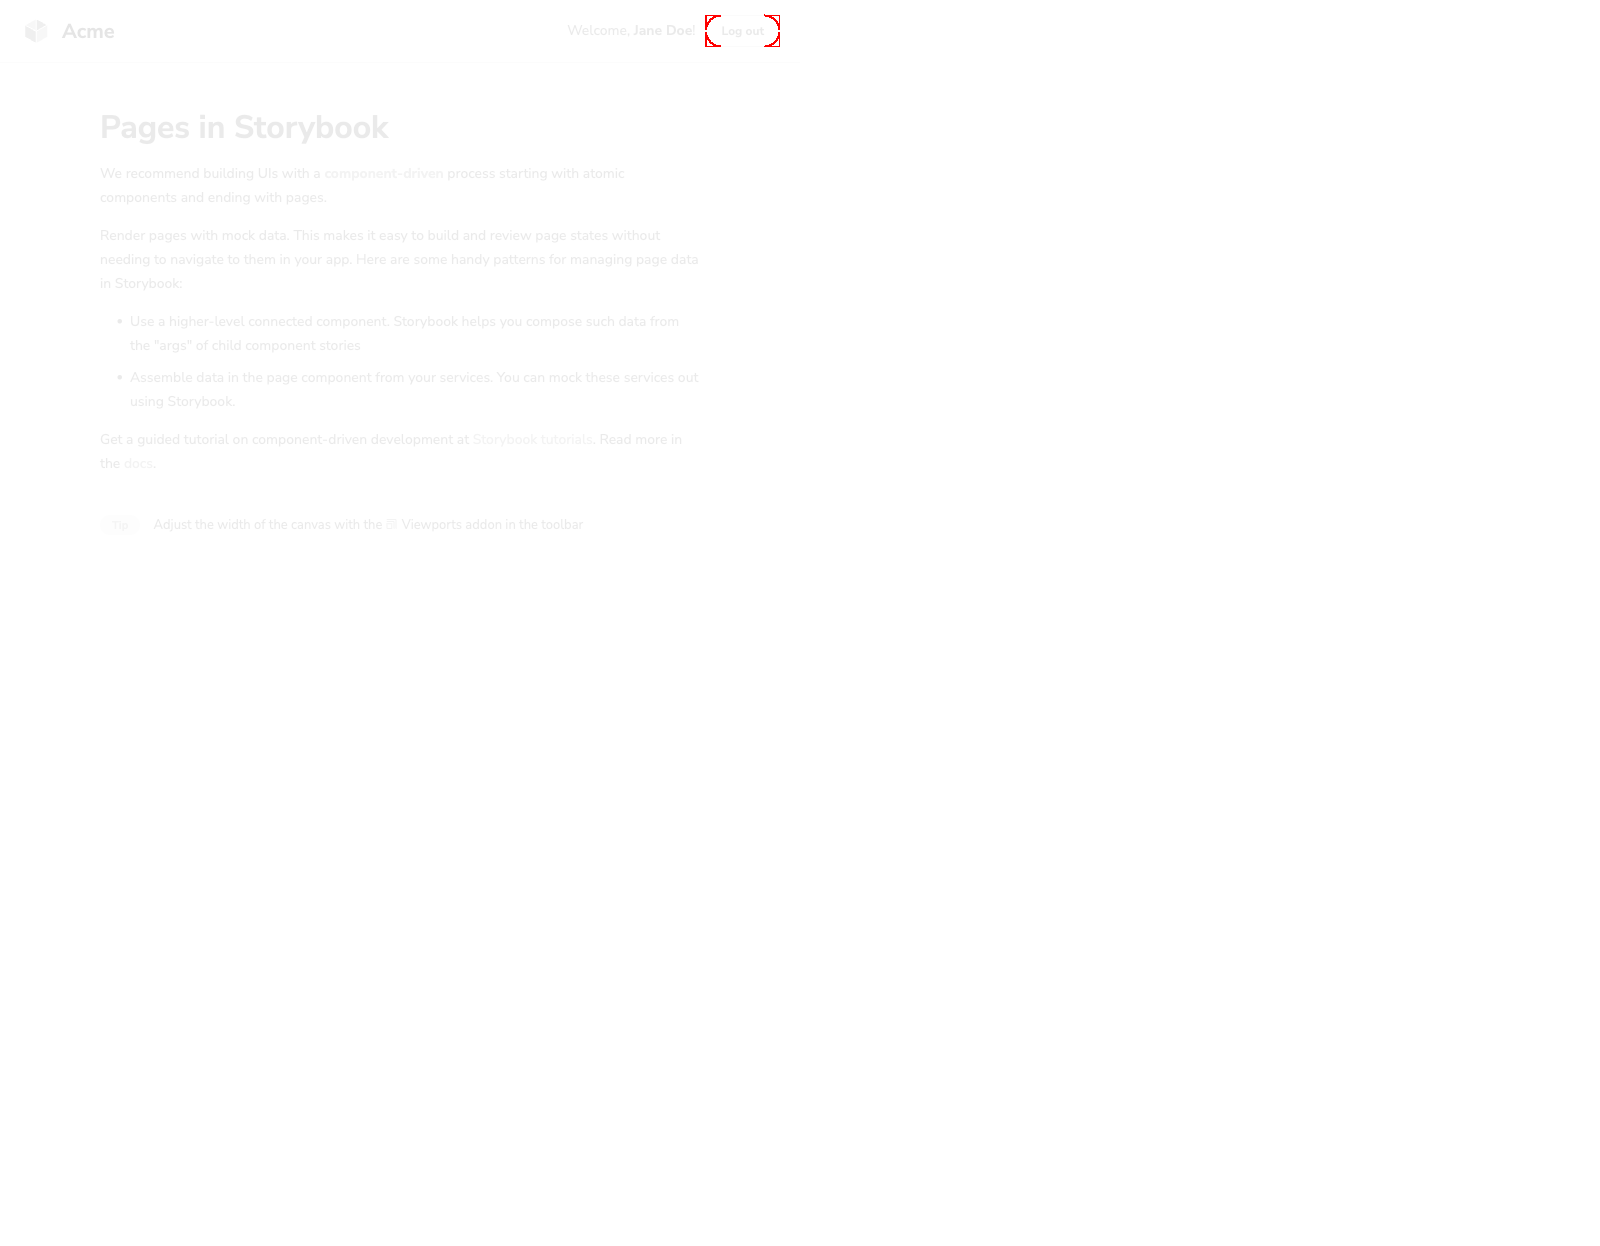 Acme
Welcome, Jane Doe!
Log out
Pages in Storybook
We recommend building UIs with a component-driven process starting with atomic
components and ending with pages.
Render pages with mock data. This makes it easy to build and review page states without
needing to navigate to them in your app. Here are some handy patterns for managing page data
in Storybook:
• Use a higher-level connected component. Storybook helps you compose such data from
the "args" of child component stories
• Assemble data in the page component from your services. You can mock these services out
using Storybook.
Get a guided tutorial on component-driven development at Storybook tutorials. Read more in
the docs.
Tip Adjust the width of the canvas with the Viewports addon in the toolbar